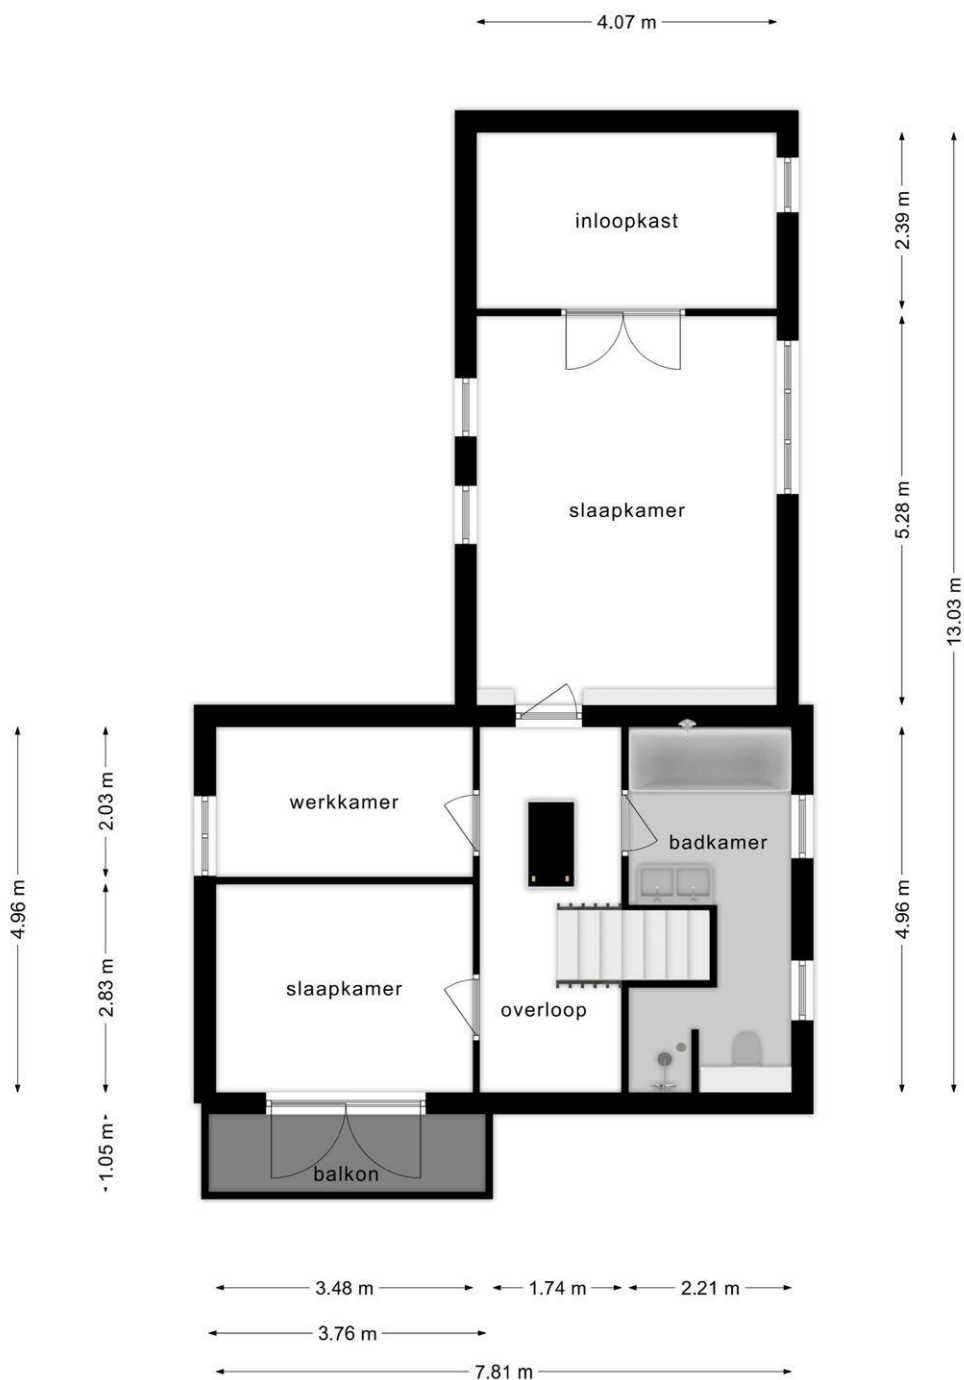 4.07 m
inloopkast
2.39 m
slaapkamer
5.28 m
13.03 m
werkkamer
badkamer
2.03 m
4.96 m
4.96 m
slaapkamer
2.83 m
overloop
1.05 m
balkon
3.48 m
1.74 m
2.21 m
3.76 m
7.81 m